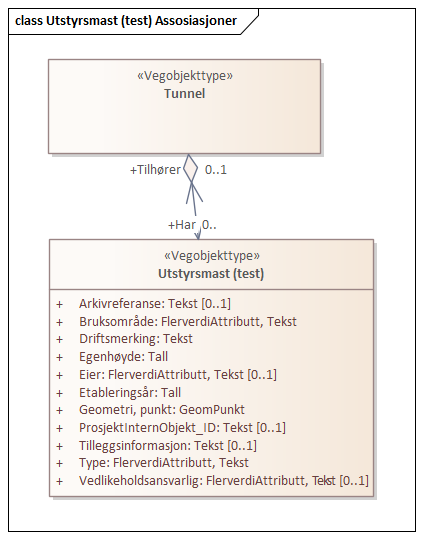 class Utstyrsmast (test) Assosiasjoner
«Vegobjekttype»
Tunnel
+Tilhører 0..1
+Har 0..
«Vegobjekttype»
Utstyrsmast (test)
+ Arkivreferanse: Tekst [0..1]
+ Bruksområde: FlerverdiAttributt, Tekst
+ Driftsmerking: Tekst
+ Egenhøyde: Tall
+ Eier: FlerverdiAttributt, Tekst [0..1]
+ Etableringsår: Tall
+ Geometri, punkt: GeomPunkt
+ ProsjektInternObjekt_ID: Tekst [0..1]
+ Tilleggsinformasjon: Tekst [0..1]
+ Type: FlerverdiAttributt, Tekst
+ Vedlikeholdsansvarlig: FlerverdiAttributt, Tekst [0..1]